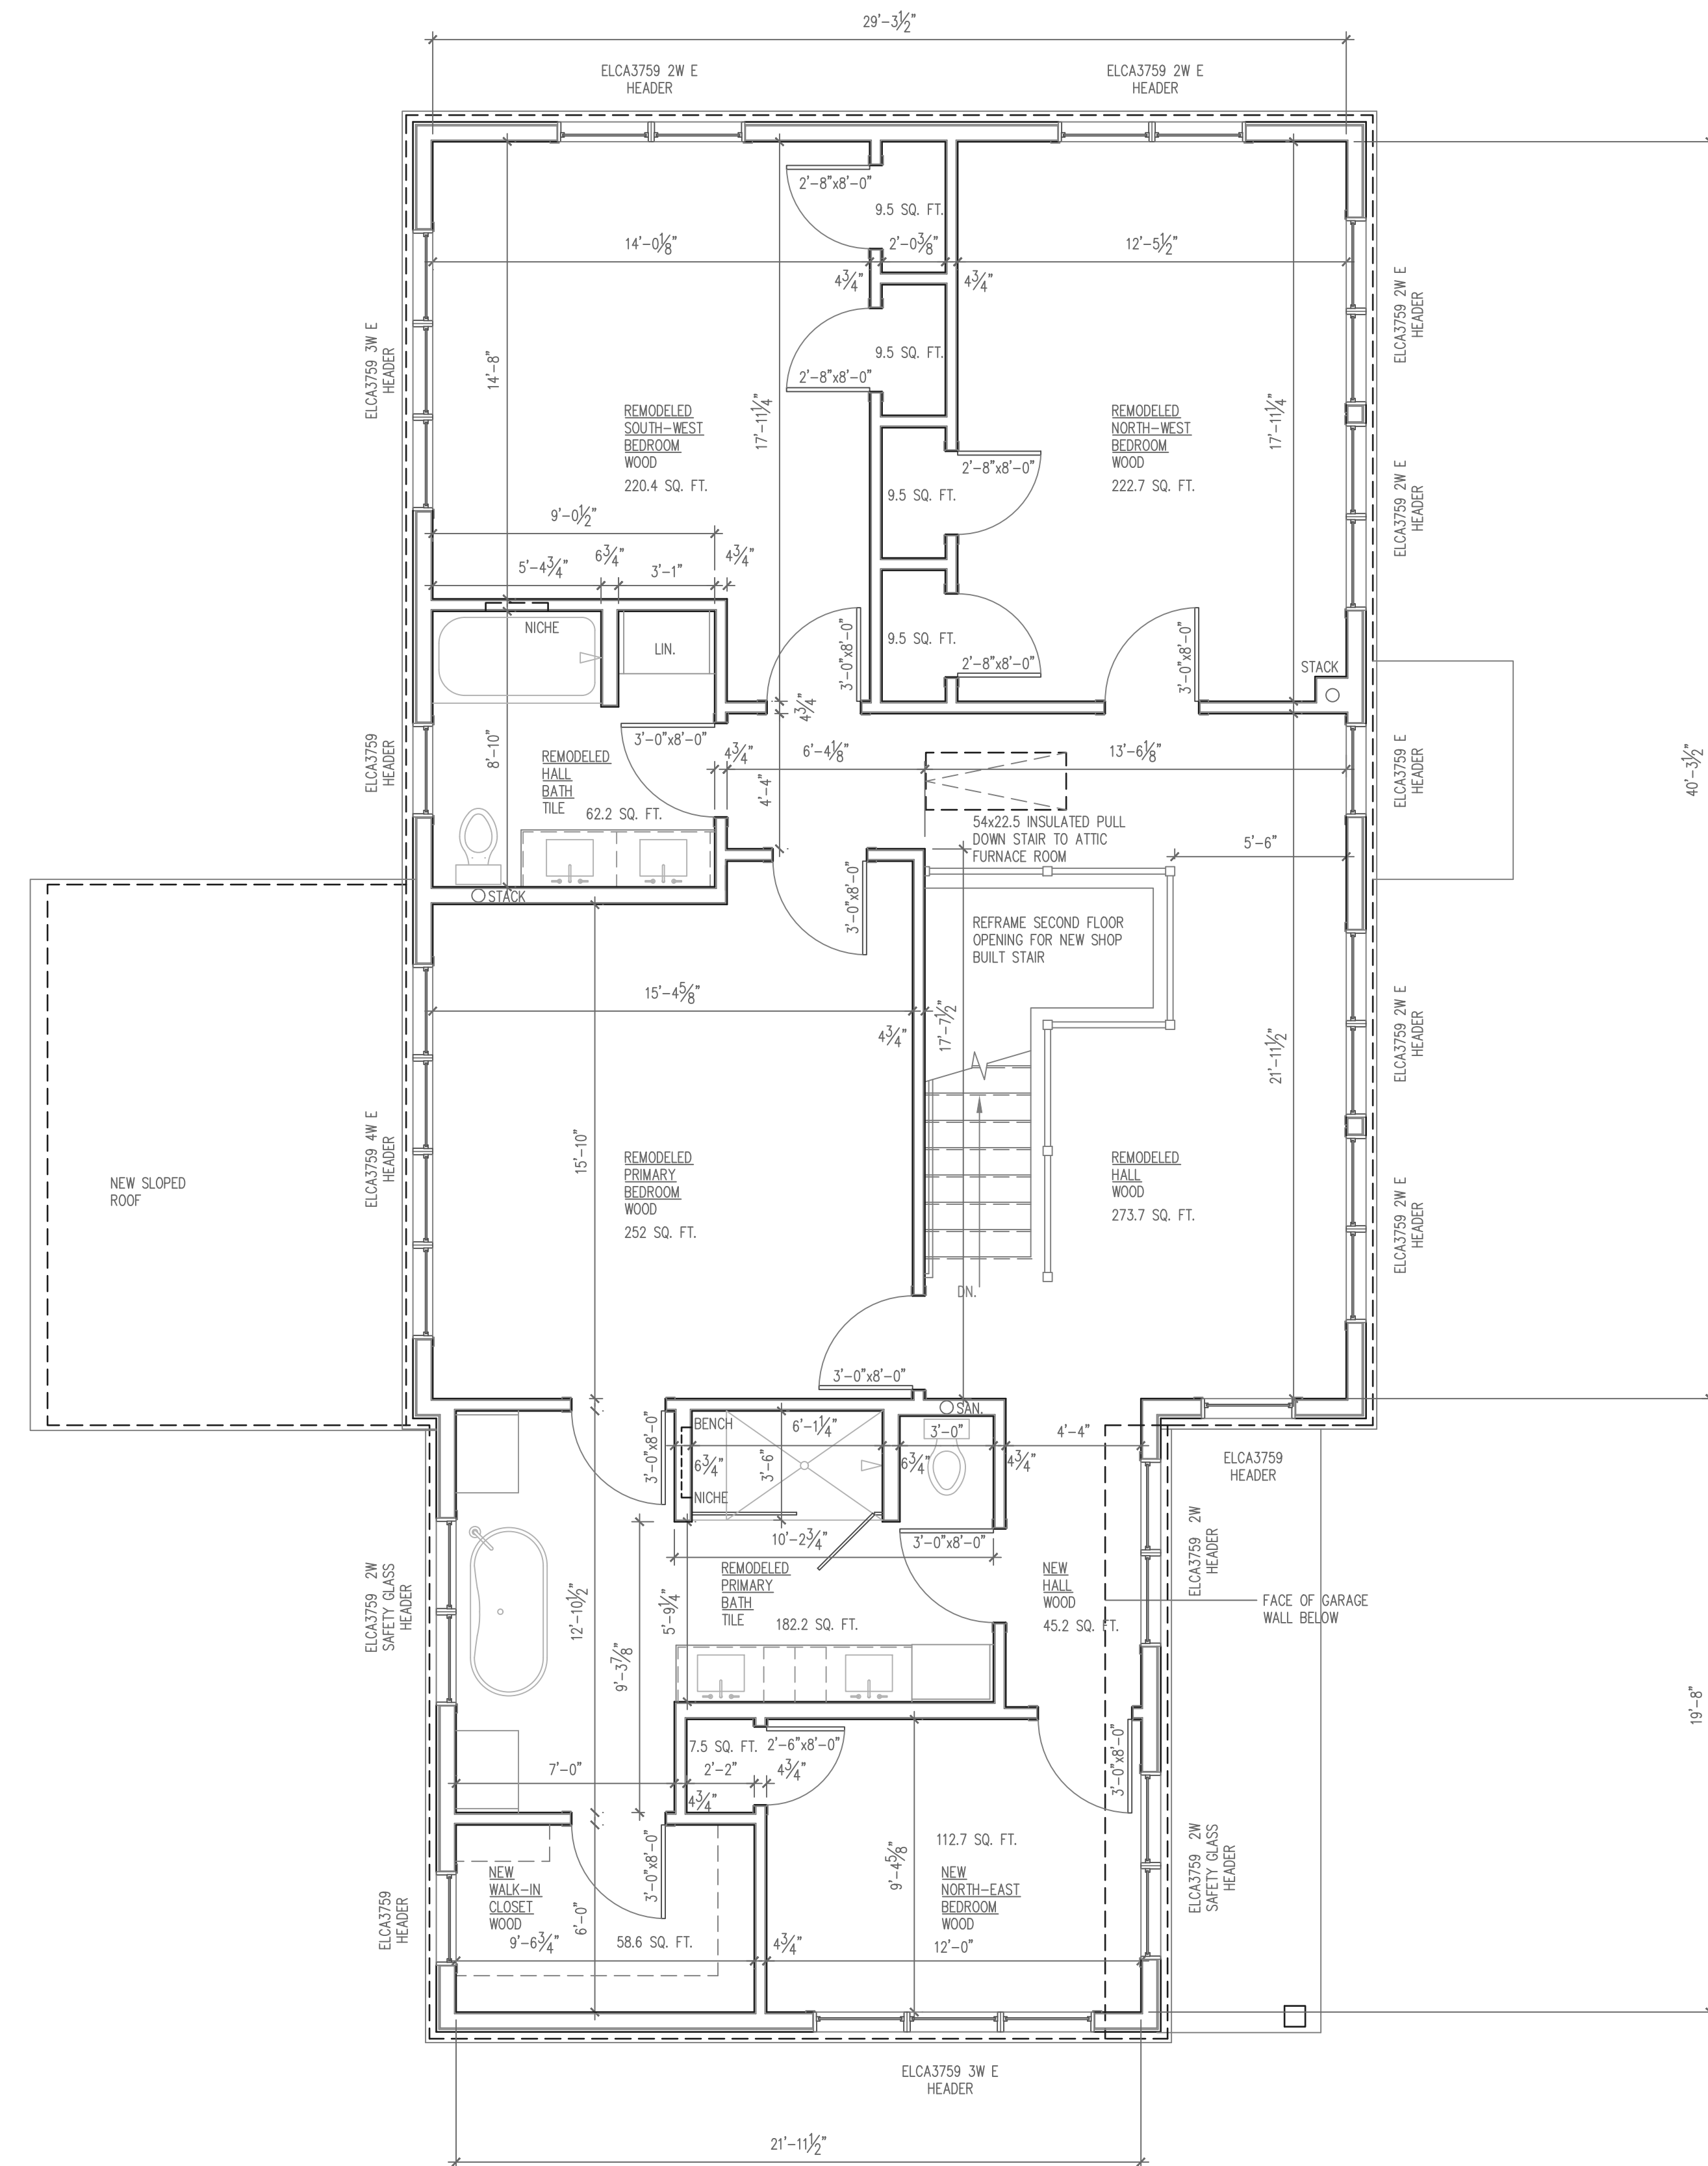 29'-3½"
ELCA3759 2W E
HEADER
ELCA3759 2W E
HEADER
2'-8"x8'-0"
9.5 SQ. FT.
14'-0⅛"
2'-0⅜"
12'-5½"
4¾"
4¾"
ELCA3759 2W E
HEADER
ELCA3759 3W E
HEADER
14'-8"
9.5 SQ. FT.
2'-8"x8'-0"
17'-11¼"
17'-11¼"
REMODELED
SOUTH-WEST
BEDROOM
WOOD
220.4 SQ. FT.
REMODELED
NORTH-WEST
BEDROOM
WOOD
222.7 SQ. FT.
2'-8"x8'-0"
9.5 SQ. FT.
ELCA3759 2W E
HEADER
9'-0½"
5'-4¾"
6¾"
3'-1"
4¾"
NICHE
LIN.
3'-0"x8'-0"
9.5 SQ. FT.
2'-8"x8'-0"
3'-0"x8'-0"
STACK
4¾"
3'-0"x8'-0"
ELCA3759
HEADER
8'-10"
REMODELED
HALL
BATH
TILE
62.2 SQ. FT.
4¾"
6'-4⅛"
13'-6⅛"
4'-4"
ELCA3759 E
HEADER
40'-3½"
54x22.5 INSULATED PULL
DOWN STAIR TO ATTIC
FURNACE ROOM
5'-6"
STACK
3'-0"x8'-0"
REFRAME SECOND FLOOR
OPENING FOR NEW SHOP
BUILT STAIR
15'-4⅝"
4¾"
17'-7½"
21'-11½"
ELCA3759 2W E
HEADER
NEW SLOPED
ROOF
ELCA3759 4W E
HEADER
15'-10"
REMODELED
PRIMARY
BEDROOM
WOOD
252 SQ. FT.
REMODELED
HALL
WOOD
273.7 SQ. FT.
ELCA3759 2W E
HEADER
DN.
3'-0"x8'-0"
SAN.
3'-0"x8'-0"
BENCH
6'-1¼"
3'-0"
4'-4"
6¾"
3'-6"
6¾"
4¾"
NICHE
ELCA3759
HEADER
10'-2¾"
3'-0"x8'-0"
ELCA3759 2W
HEADER
ELCA3759 2W
SAFETY GLASS
HEADER
12'-10½"
9'-3⅞"
5'-9¼"
REMODELED
PRIMARY
BATH
TILE
182.2 SQ. FT.
NEW
HALL
WOOD
45.2 SQ. FT.
FACE OF GARAGE
WALL BELOW
19'-8"
7.5 SQ. FT.
2'-6"x8'-0"
7'-0"
2'-2"
4¾"
4¾"
3'-0"x8'-0"
3'-0"x8'-0"
112.7 SQ. FT.
9'-4⅝"
NEW
NORTH-EAST
BEDROOM
WOOD
ELCA3759 2W
SAFETY GLASS
HEADER
ELCA3759
HEADER
NEW
WALK-IN
CLOSET
WOOD
6'-0"
9'-6¾"
58.6 SQ. FT.
4¾"
12'-0"
ELCA3759 3W E
HEADER
21'-11½"